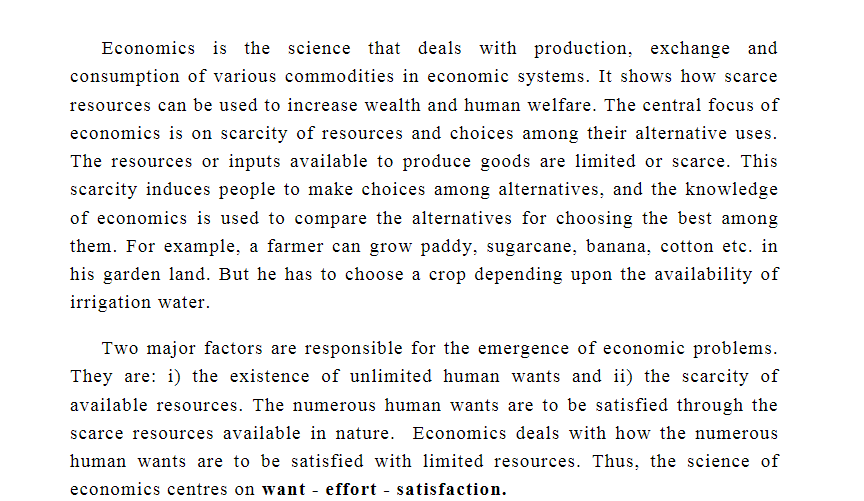 Economics is the science that deals with production, exchange and
consumption of various commodities in economic systems. It shows how scarce
resources can be used to increase wealth and human welfare. The central focus of
economics is on scarcity of resources and choices among their alternative uses.
The resources or inputs available to produce goods are limited or scarce. This
scarcity induces people to make choices among alternatives, and the knowledge
of economics is used to compare the alternatives for choosing the best among
them. For example, a farmer can grow paddy, sugarcane, banana, cotton etc. in
his garden land. But he has to choose a crop depending upon the availability of
irrigation water.
Two major factors are responsible for the emergence of economic problems.
They are: i) the existence of unlimited human wants and ii) the scarcity of
available resources. The numerous human wants are to be satisfied through the
scarce resources available in nature. Economics deals with how the numerous
human wants are to be satisfied with limited resources. Thus, the science of
economics centres on want - effort - satisfaction.